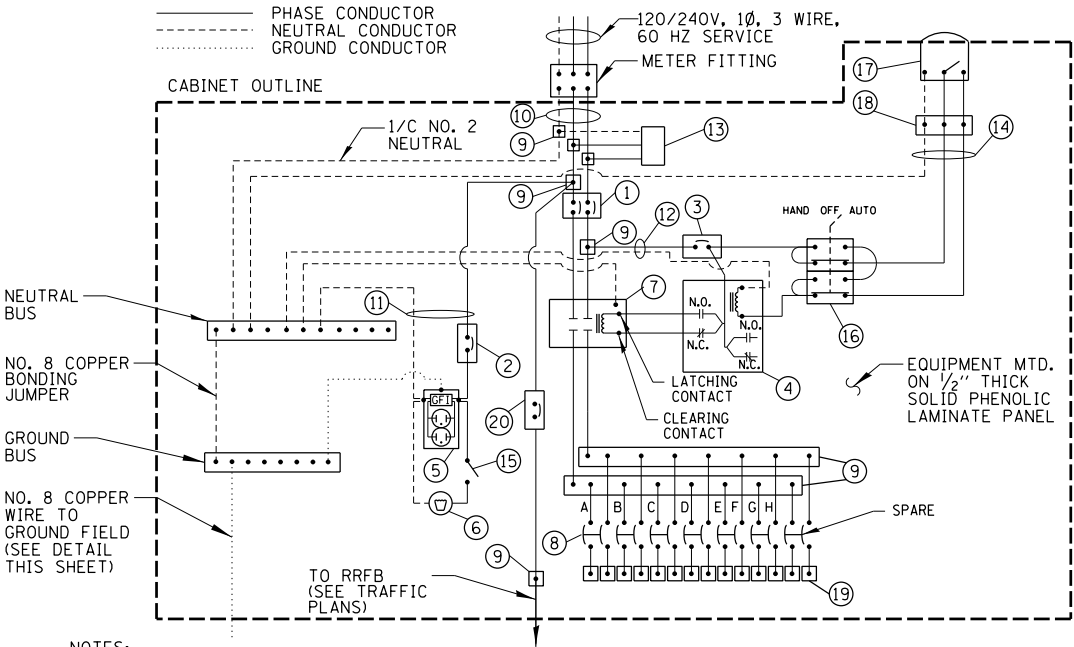 PHASE CONDUCTOR
NEUTRAL CONDUCTOR
GROUND CONDUCTOR
120/240V, 1Ø, 3 WIRE,
60 HZ SERVICE
METER FITTING
CABINET OUTLINE
17
18
10
1/C NO. 2
NEUTRAL
9
13
14
9
1
12
3
HAND OFF AUTO
9
7
N.O.
N.O.
N.C.
N.C.
16
NEUTRAL
BUS
11
2
4
LATCHING
CONTACT
CLEARING
CONTACT
EQUIPMENT MTD.
ON 1/2" THICK
SOLID PHENOLIC
LAMINATE PANEL
NO. 8 COPPER
BONDING
JUMPER
GFI
20
GROUND
BUS
5
15
9
A B C D E F G H
NO. 8 COPPER
WIRE TO
GROUND FIELD
(SEE DETAIL
THIS SHEET)
6
8
SPARE
9
19
TO RRFB
(SEE TRAFFIC
PLANS)
NOTES: